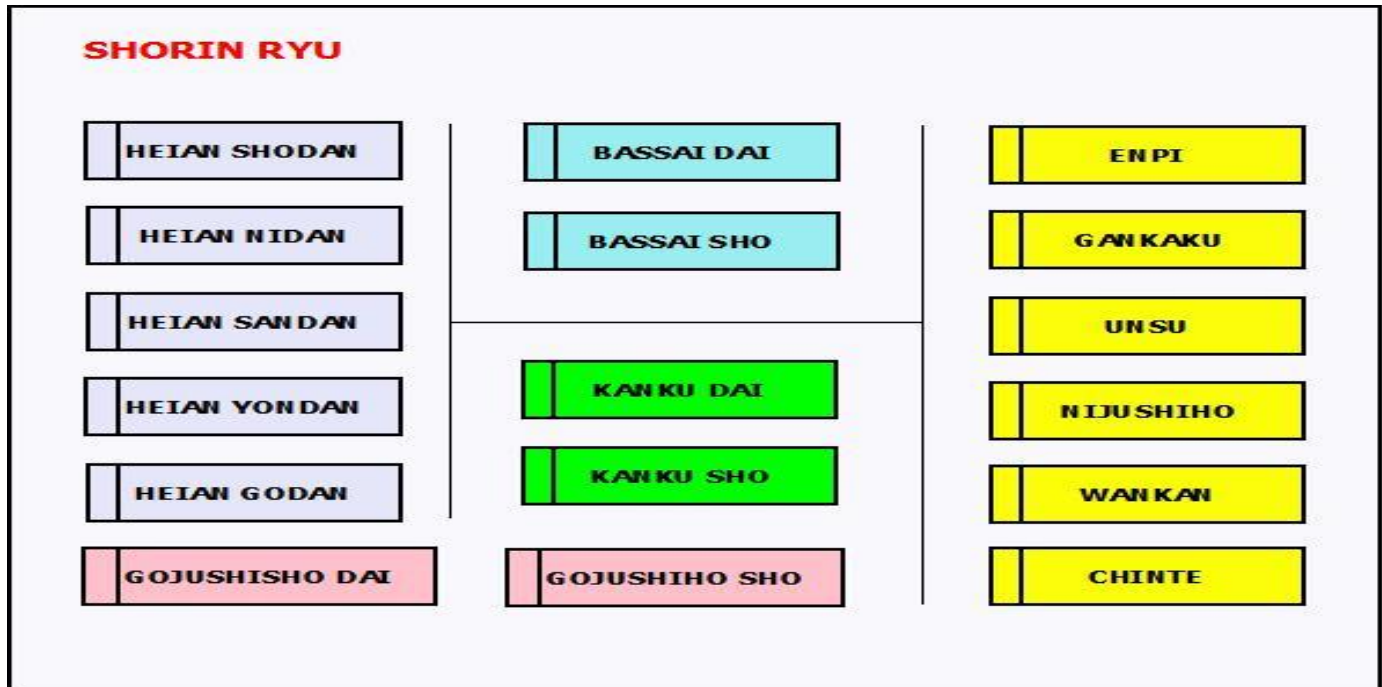 SHORIN RYU
HEIAN SHODAN
HEIAN NIDAN
HEIAN SANDAN
HEIAN YONDAN
HEIAN GODAN
GOJUSHISHO DAI
BASSAI DAI
BASSAI SHO
KANKU DAI
KANKU SHO
GOJUSHIHO SHO
ENPI
GANKAKU
UNSU
NIJUSHIHO
WANKAN
CHINTE